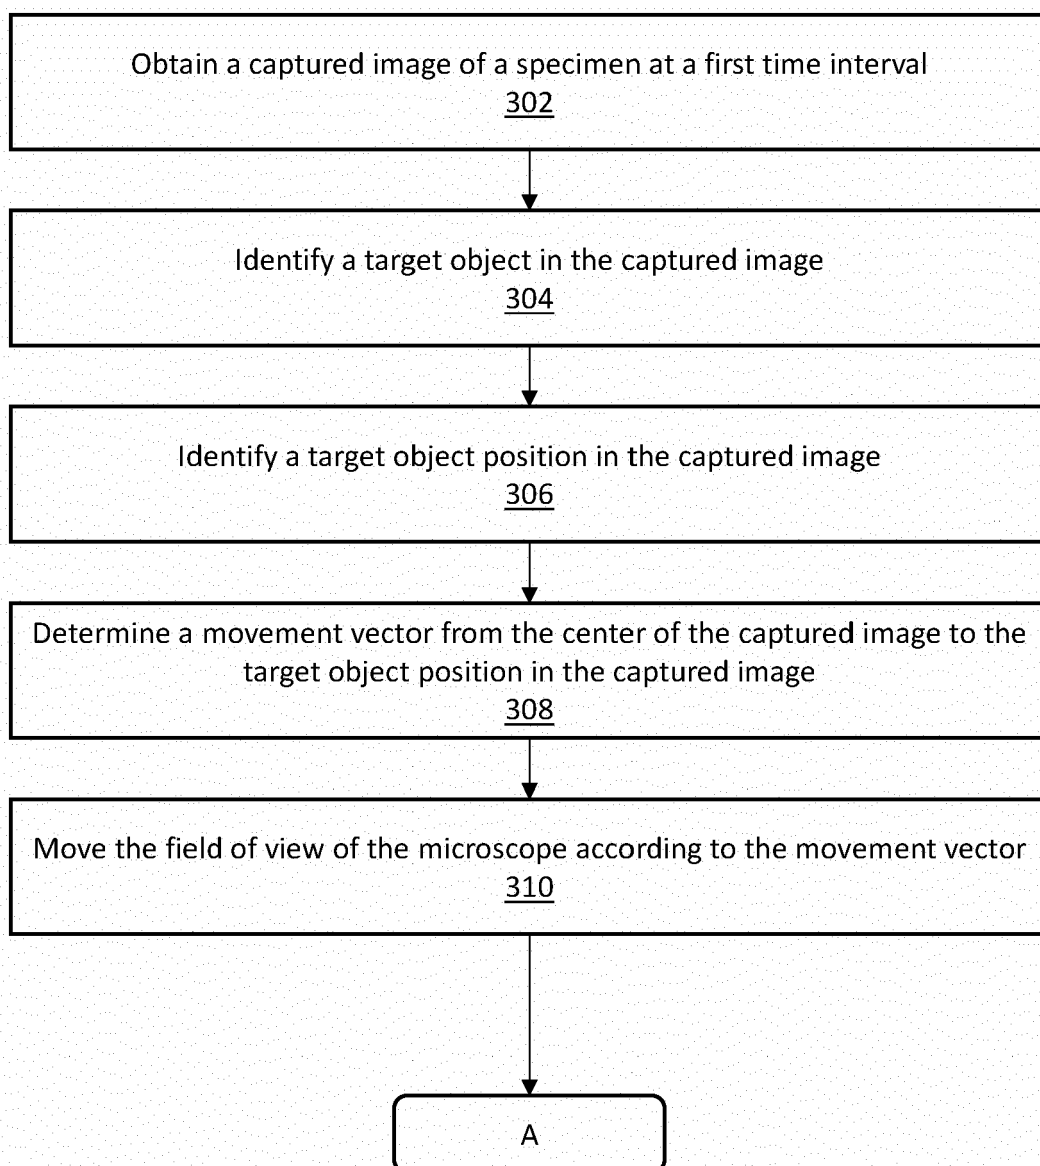 Obtain a captured image of a specimen at a first time interval
302
Identify a target object in the captured image
304
Identify a target object position in the captured image
306
Determine a movement vector from the center of the captured image to the
target object position in the captured image
308
Move the field of view of the microscope according to the movement vector
310
A